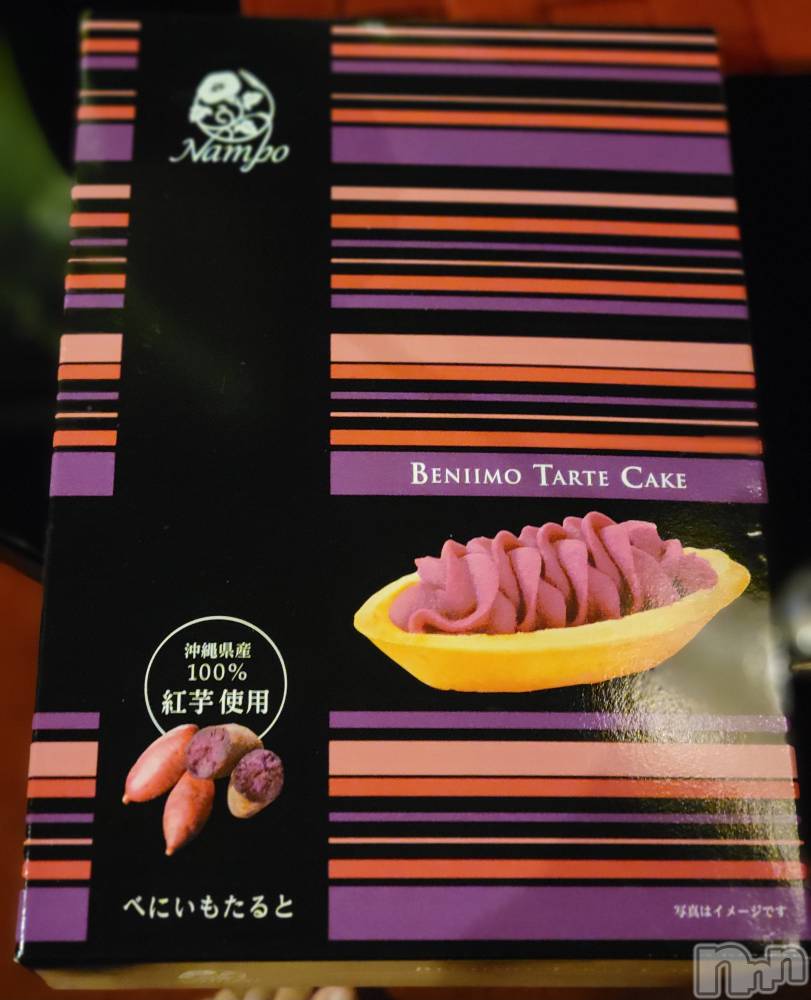 Nampo
BENIIMO TARTE CAKE
沖縄県産
100%
紅芋使用
べにいもたると
写真はイメージです